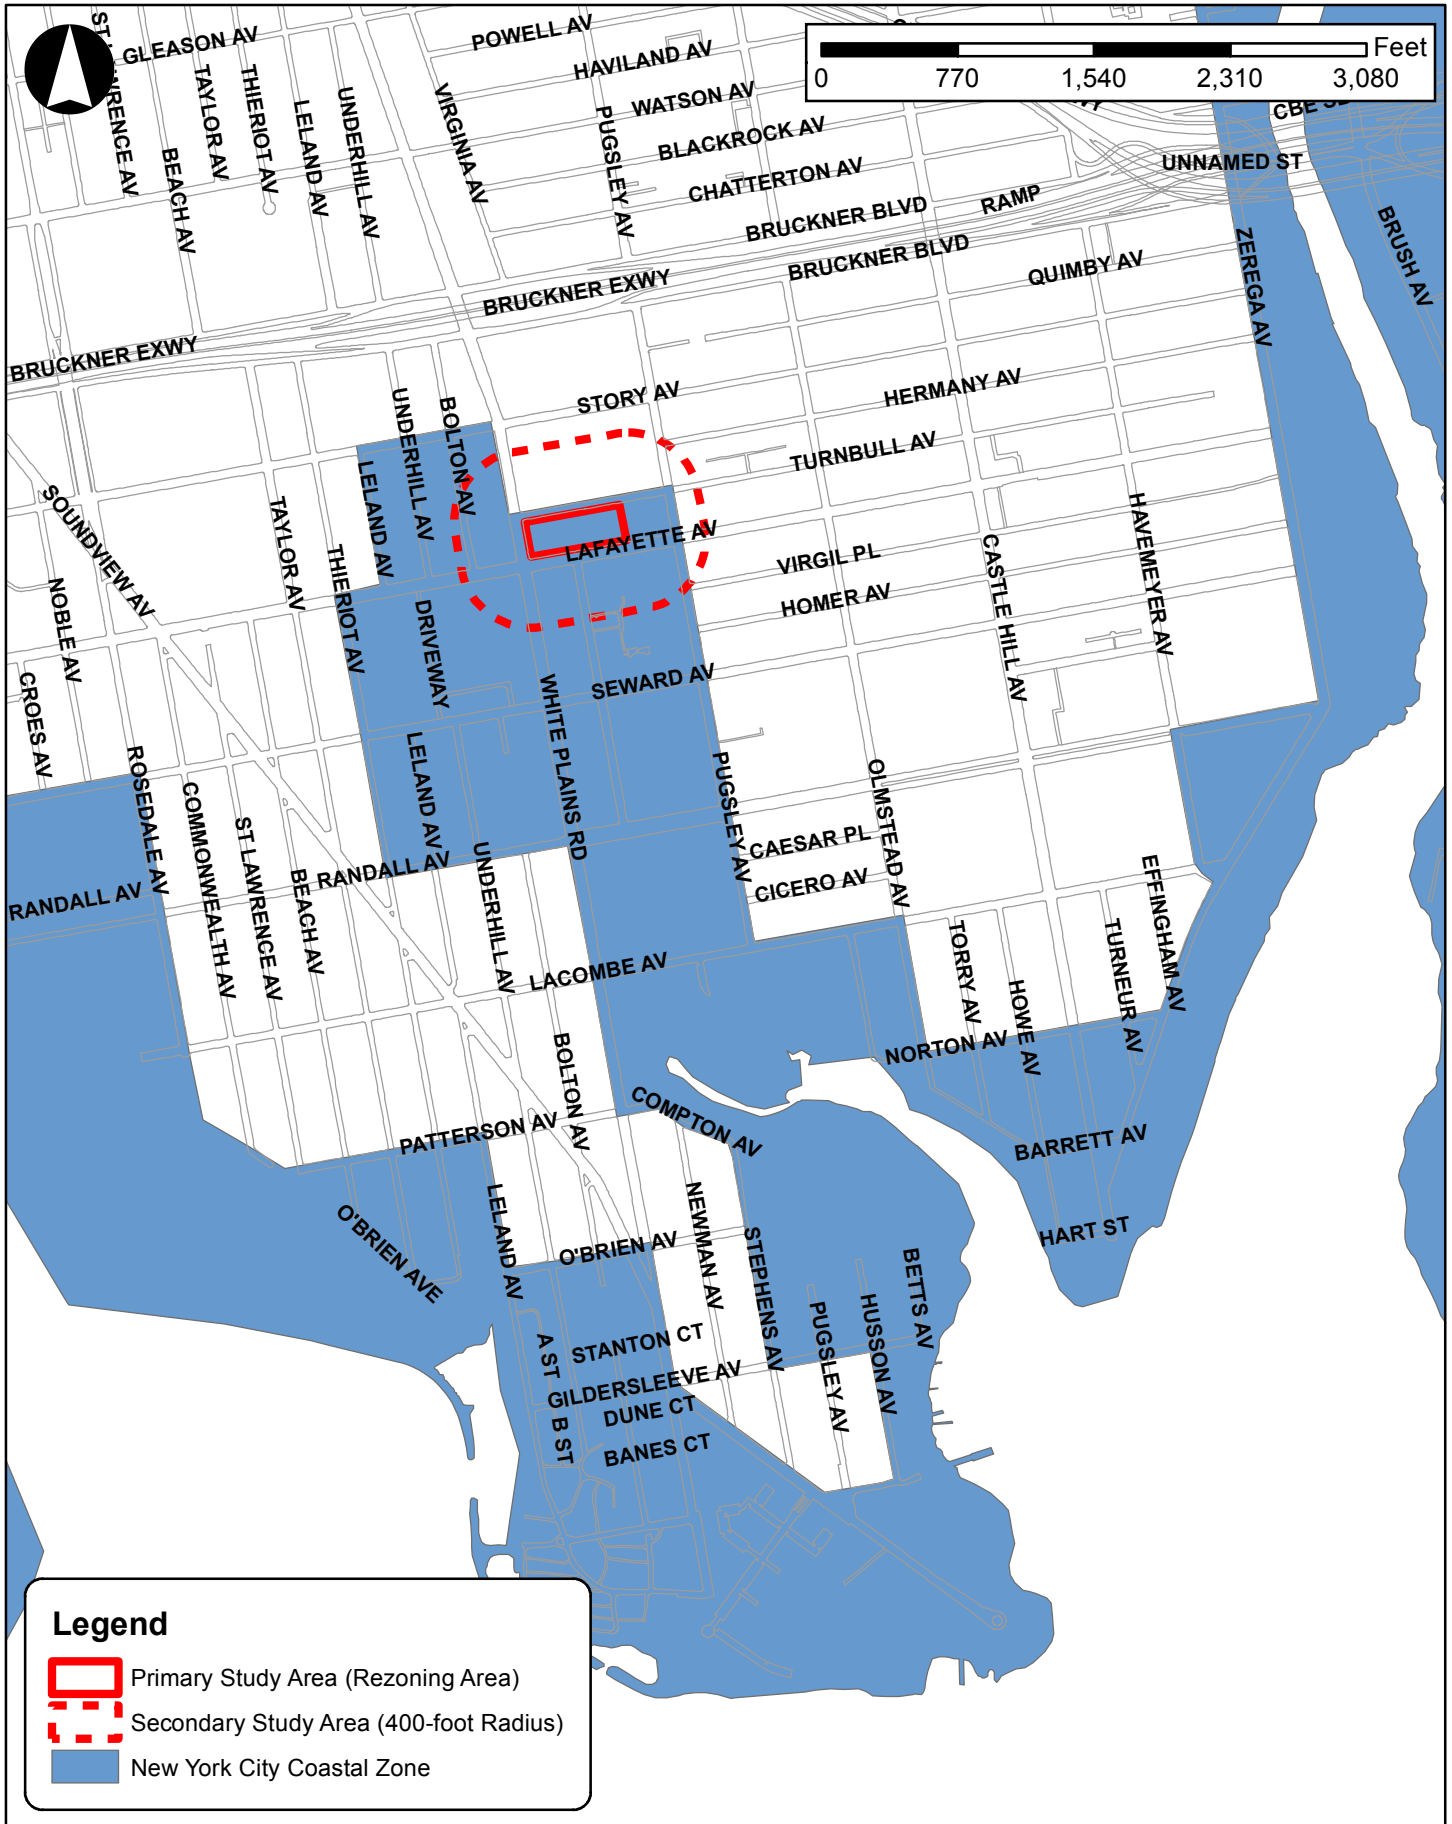 GLEASON AV
POWELL AV
HAVILAND AV
WATSON AV
BLACKROCK AV
CHATTERTON AV
BRUCKNER BLVD
RAMP
BRUCKNER BLVD
QUIMBY AV
UNNAMED ST
Feet
0 770 1,540 2,310 3,080
BEACH AV
TAYLOR AV
THIERIOT AV
LELAND AV
UNDERHILL AV
VIRGINIA AV
PUGSLEY AV
ZEREGA AV
BRUSH AV
BRUCKNER EXWY
BRUCKNER EXWY
STORY AV
HERMANY AV
TURNBULL AV
UNDERHILL AV
BOLTON AV
LELAND AV
LAFAYETTE AV
VIRGIL PL
HOMER AV
SOUNDVIEW AV
TAYLOR AV
THIERIOT AV
NOBLE AV
CROES AV
DRIVEWAY
SEWARD AV
WHITE PLAINS RD
CASTLE HILL AV
HAVEMEYER AV
ROSEDALE AV
COMMONWEALTH AV
ST LAWRENCE AV
BEACH AV
LELAND AV
RANDALL AV
RANDALL AV
UNDERHILL AV
PUGSLEY AV
OLMSTEAD AV
CAESAR PL
CICERO AV
LACOMBE AV
TORRY AV
HOWE AV
TURNEUR AV
EFFINGHAM AV
NORTON AV
BOLTON AV
PATTERSON AV
COMPTON AV
BARRETT AV
HART ST
O'BRIEN AVE
LELAND AV
O'BRIEN AV
NEWMAN AV
STEPHENS AV
PUGSLEY AV
HUSSON AV
BETTS AV
A ST
STANTON CT
GILDERSLEEVE AV
DUNE CT
B ST
BANES CT
Legend
Primary Study Area (Rezoning Area)
Secondary Study Area (400-foot Radius)
New York City Coastal Zone